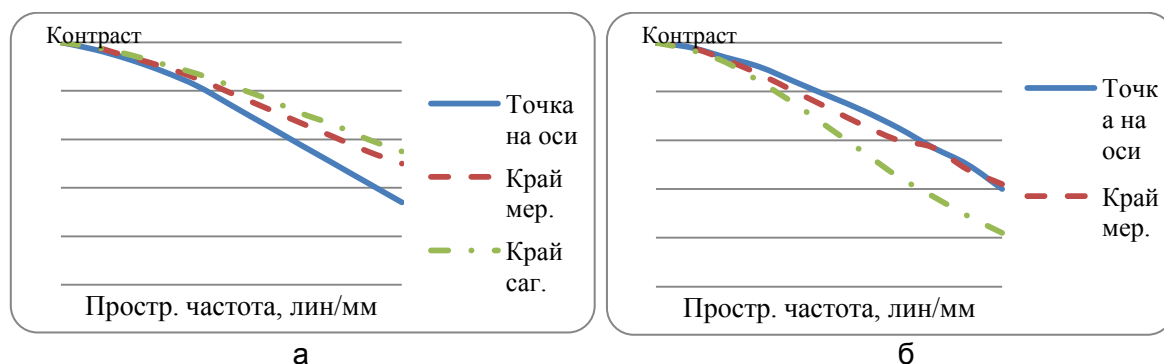 Контраст
Точка
на оси
Край
мер.
Край
саг.
Простр. частота, лин/мм
а
Контраст
Точк
а на
оси
Край
мер.
Простр. частота, лин/мм
б